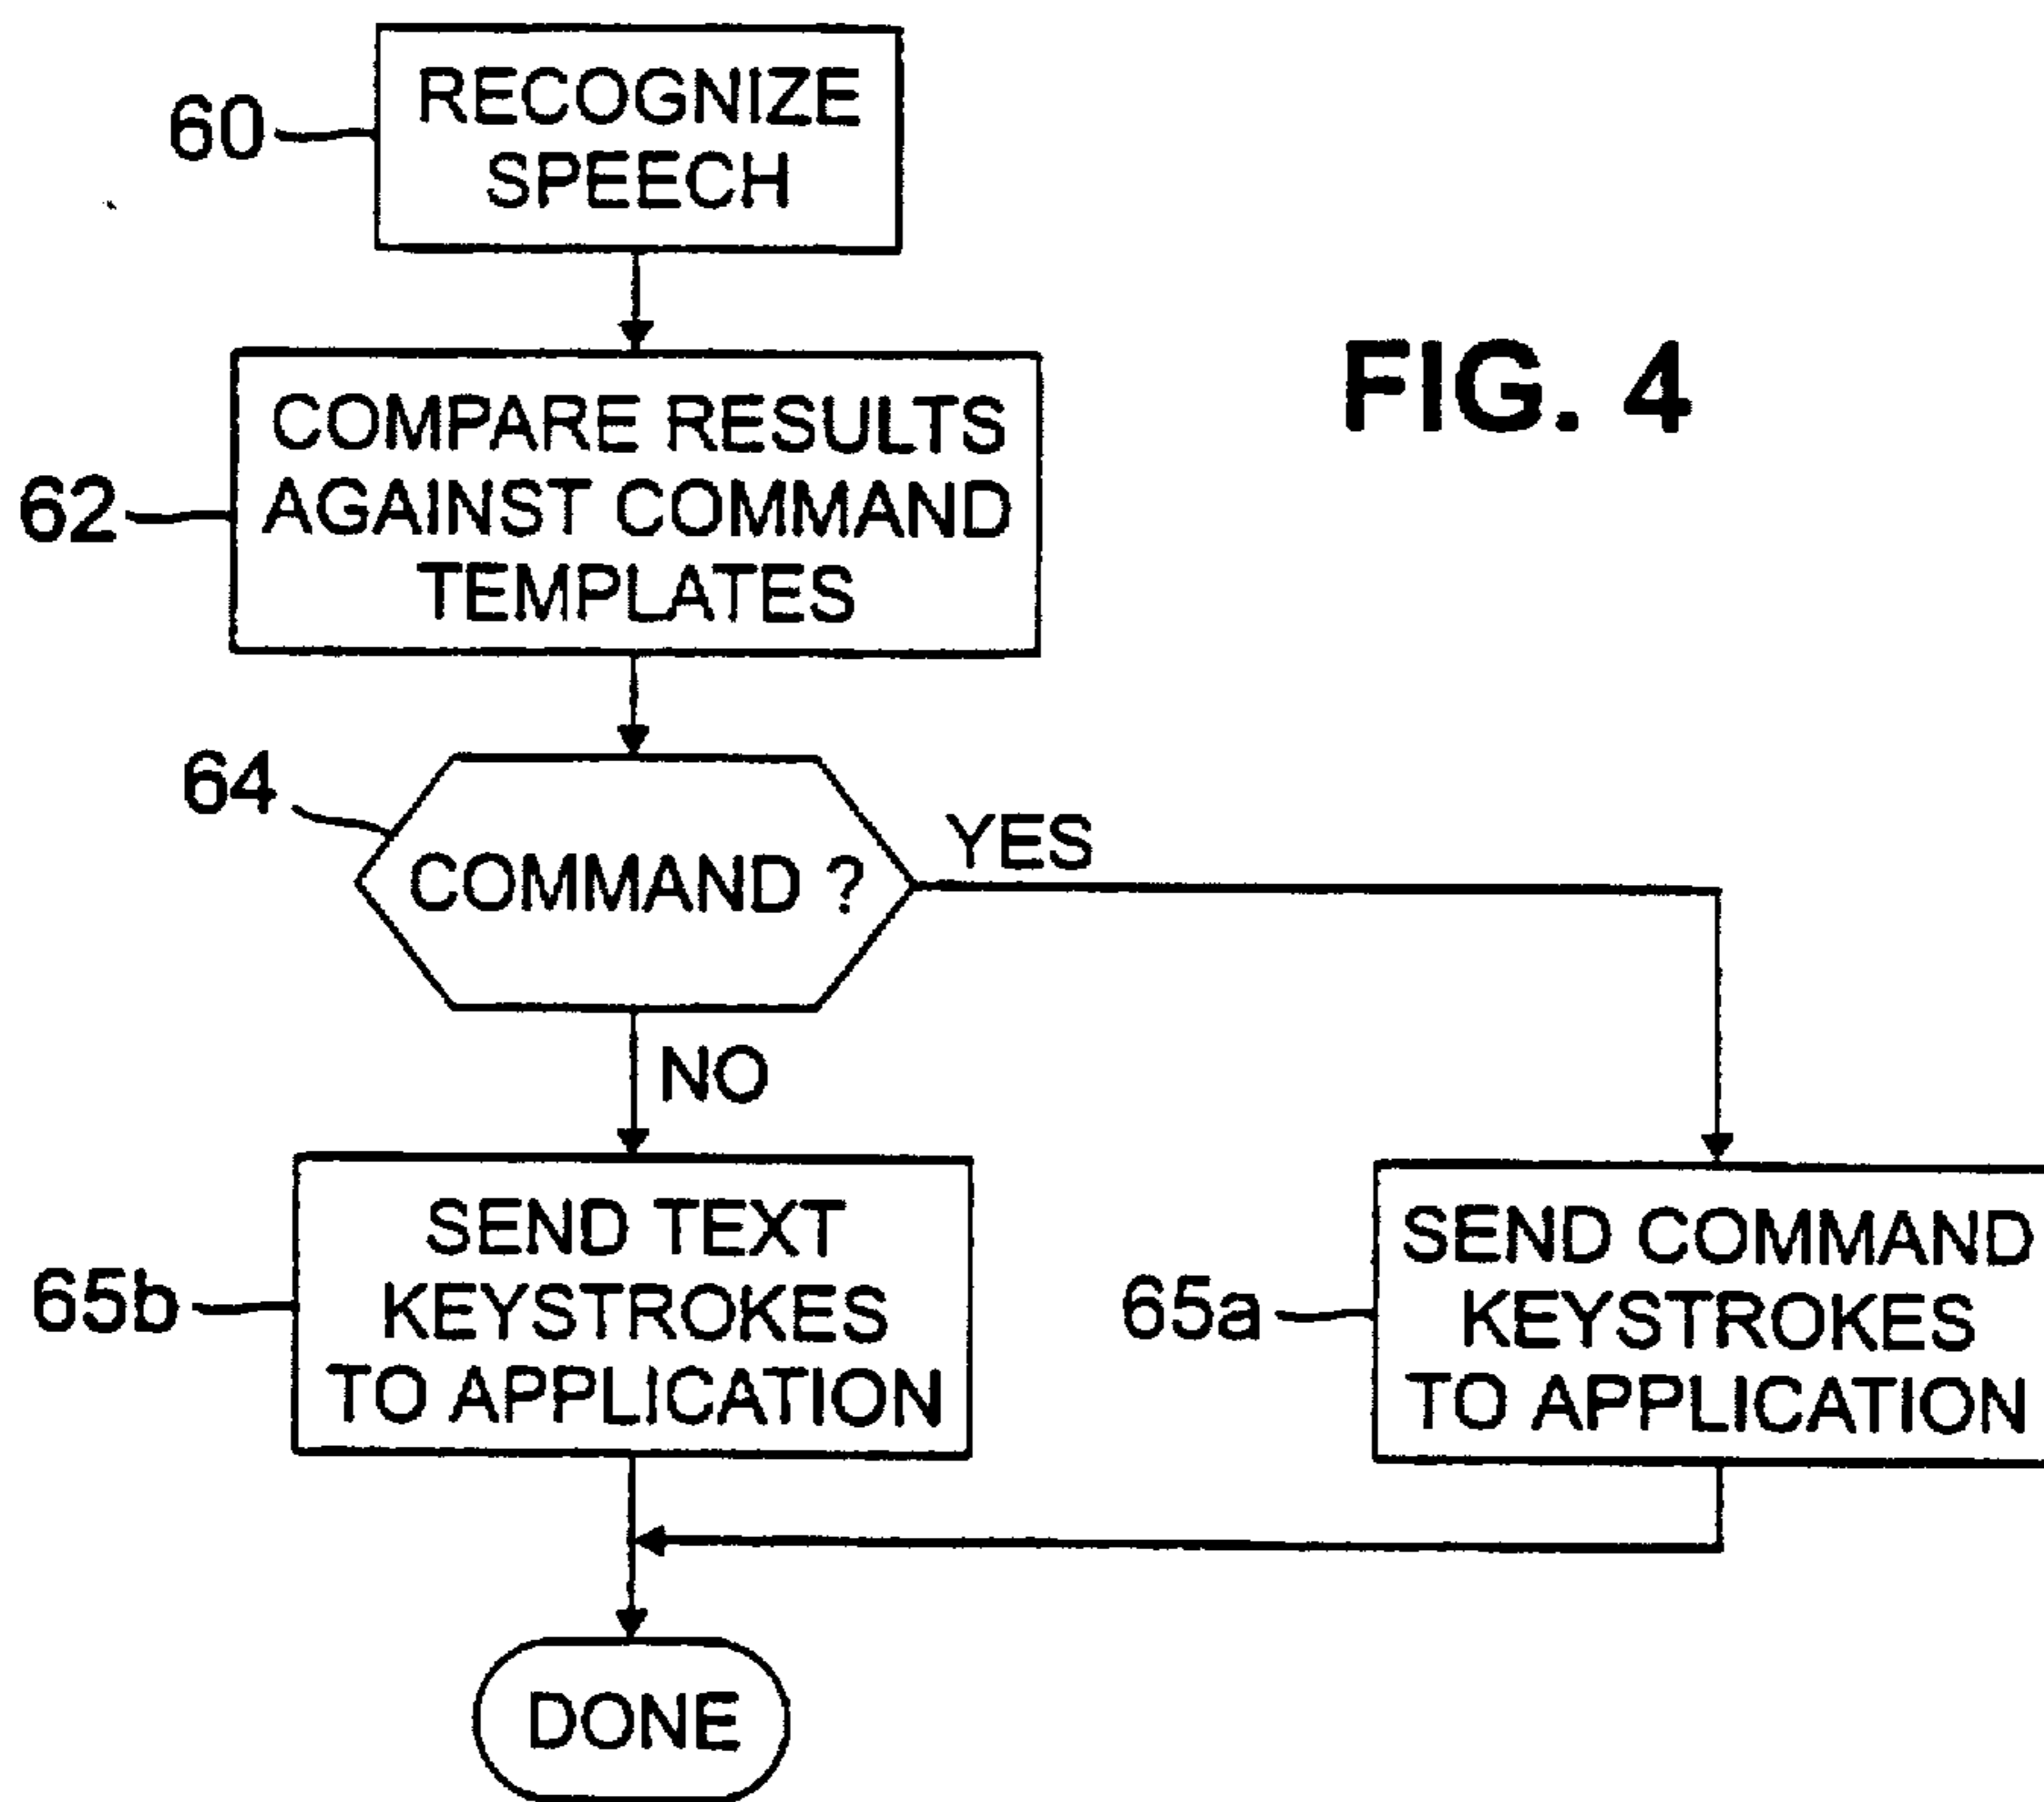 60
RECOGNIZE
SPEECH
FIG. 4
62
COMPARE RESULTS
AGAINST COMMAND
TEMPLATES
64
COMMAND ?
YES
NO
65b
SEND TEXT
KEYSTROKES
TO APPLICATION
65a
SEND COMMAND
KEYSTROKES
TO APPLICATION
DONE